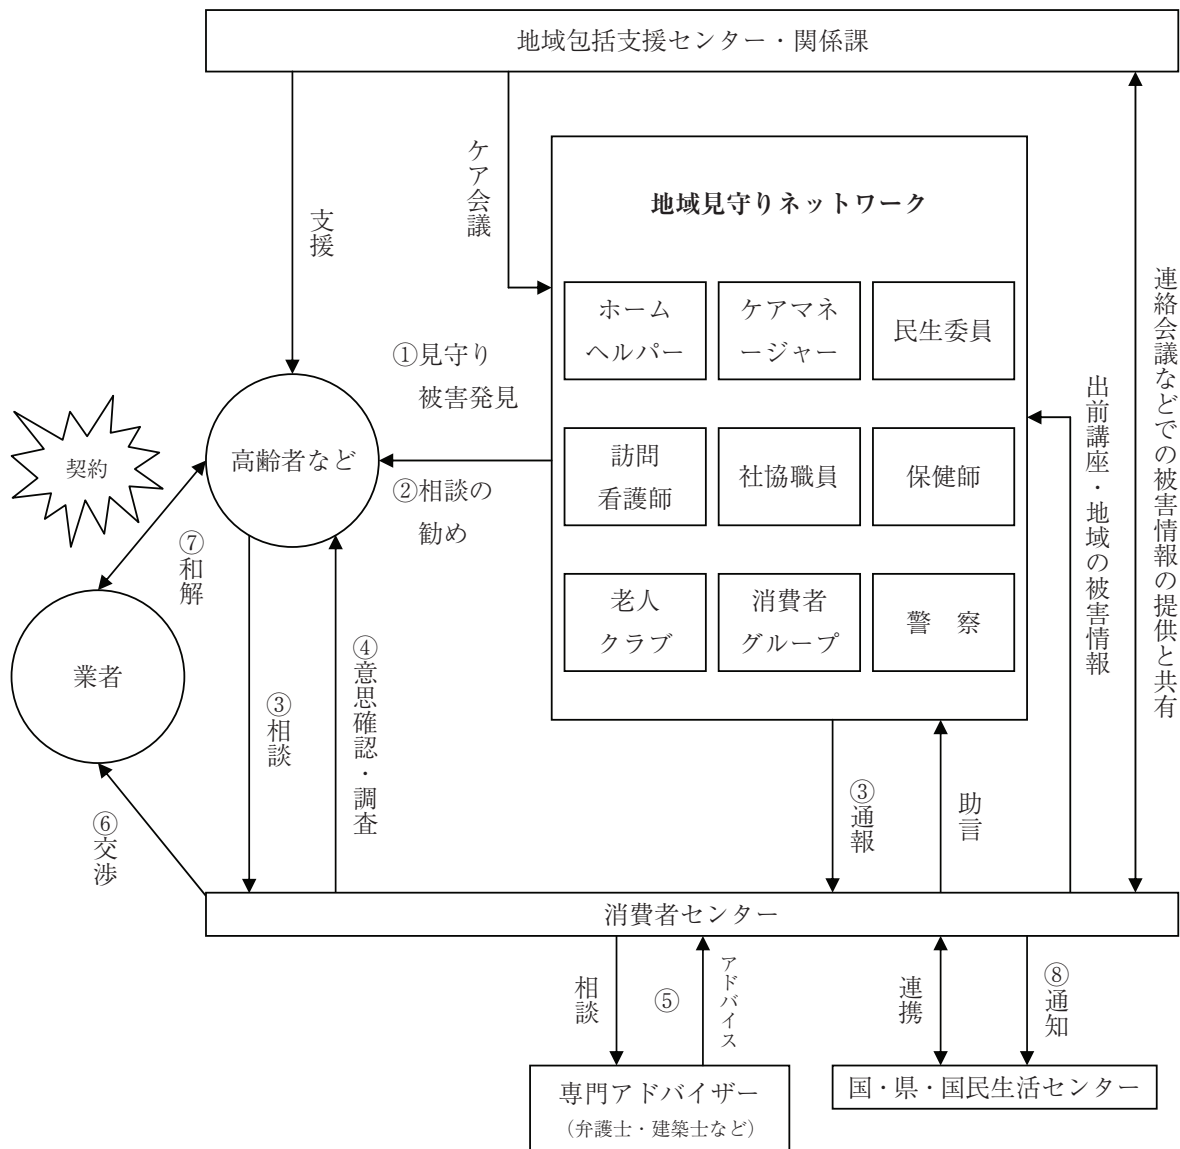 地域包括支援センター・関係課
支援
ケア会議
地域見守りネットワーク
ホーム
ヘルパー
ケアマネ
ージャー
民生委員
訪問
看護師
社協職員
保健師
老人
クラブ
消費者
グループ
警　察
①見守り
被害発見
②相談の
勧め
高齢者など
契約
⑦和解
業者
③相談
④意思確認・調査
⑥交渉
③通報
助言
出前講座・地域の被害情報
連絡会議などでの被害情報の提供と共有
消費者センター
相談
⑤
アドバイス
連携
⑧通知
専門アドバイザー
（弁護士・建築士など）
国・県・国民生活センター